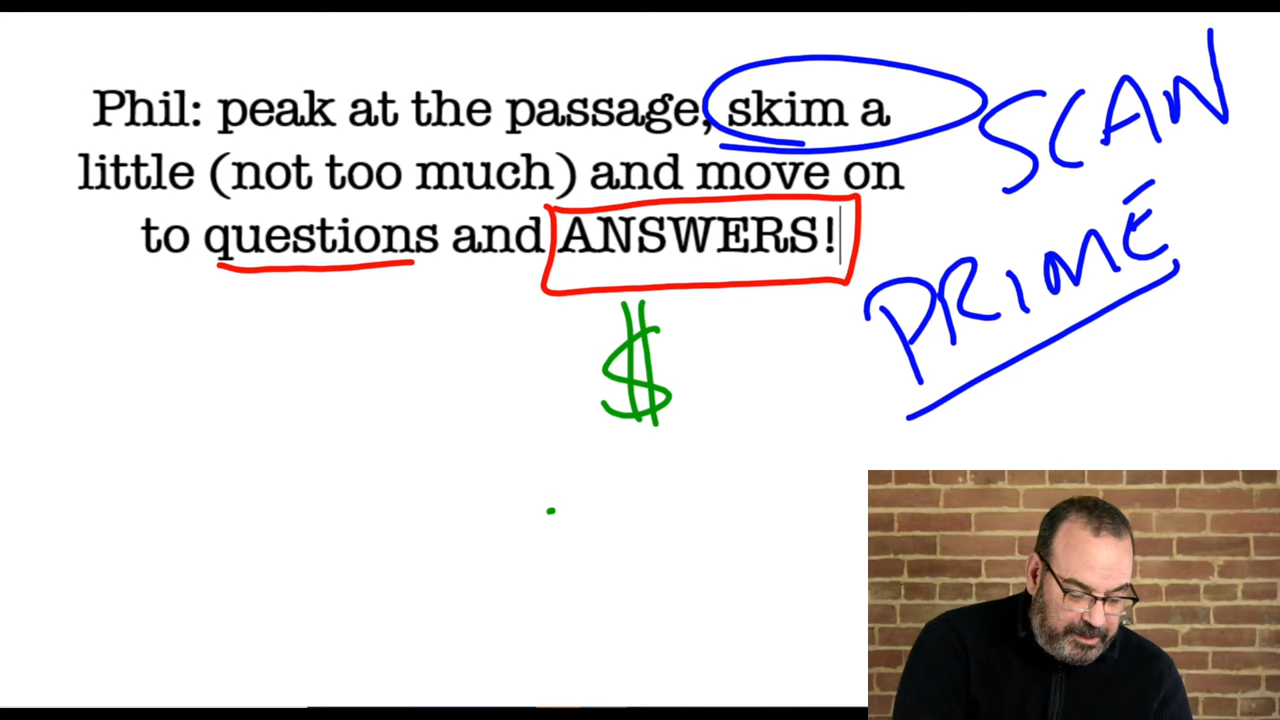 Phil: peak at the passage, skim a
little (not too much) and move on
to questions and ANSWERS!
SCAN
PRIME
$